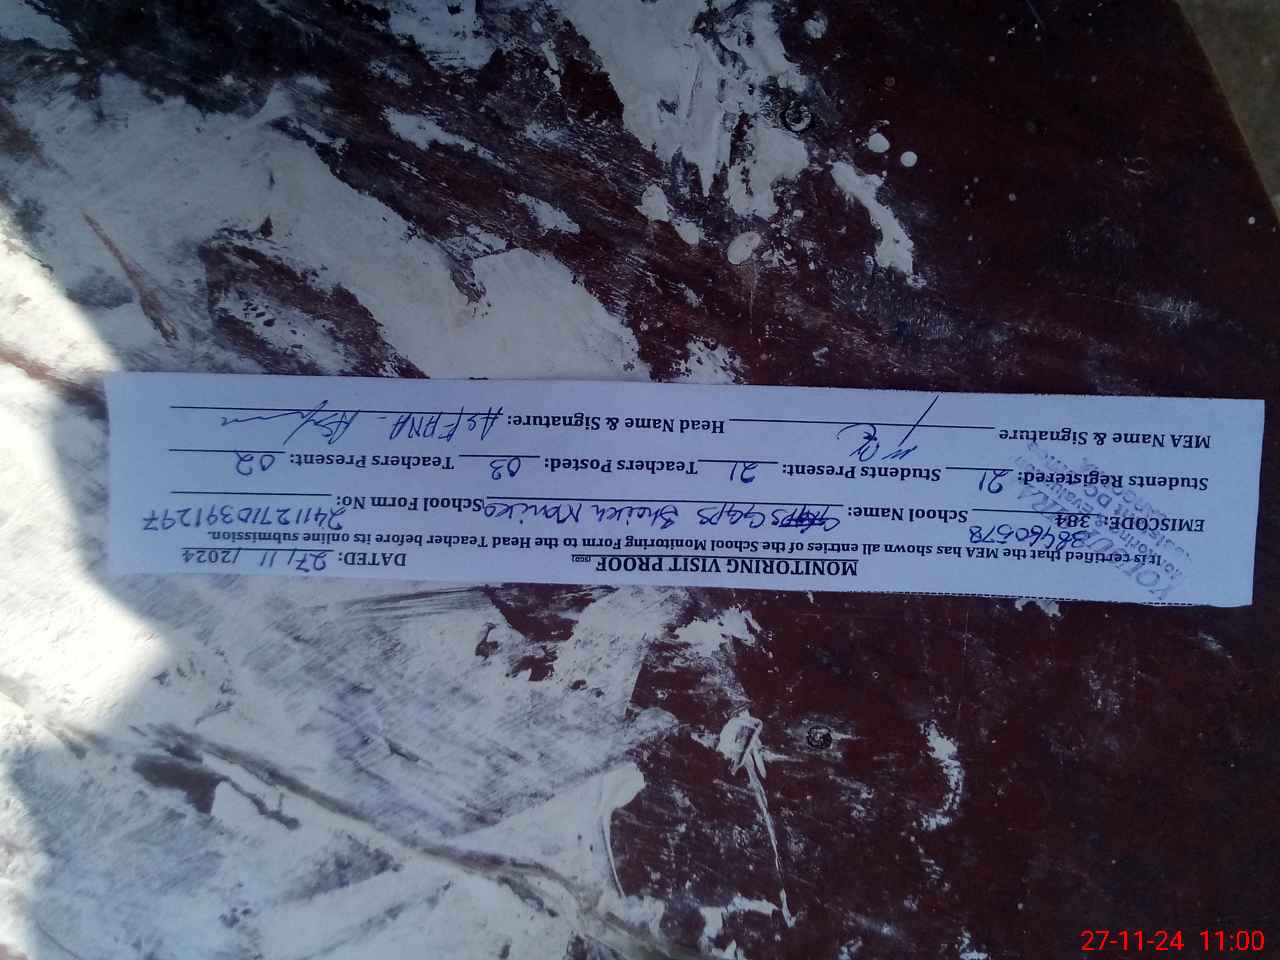 MONITORING VISIT PROOF
DATED: 27/11/2024
It is certified that the MEA has shown all entries of the School Monitoring Form to the Head Teacher before its online submission.
EMISCODE: 38460578 School Name: GGPS School Form No: 2411271103912
Students Registered: 21 Students Present: 21 Teachers Posted: 03 Teachers Present: 02
MEA Name & Signature Head Name & Signature: ASFANA
27-11-24 11:00